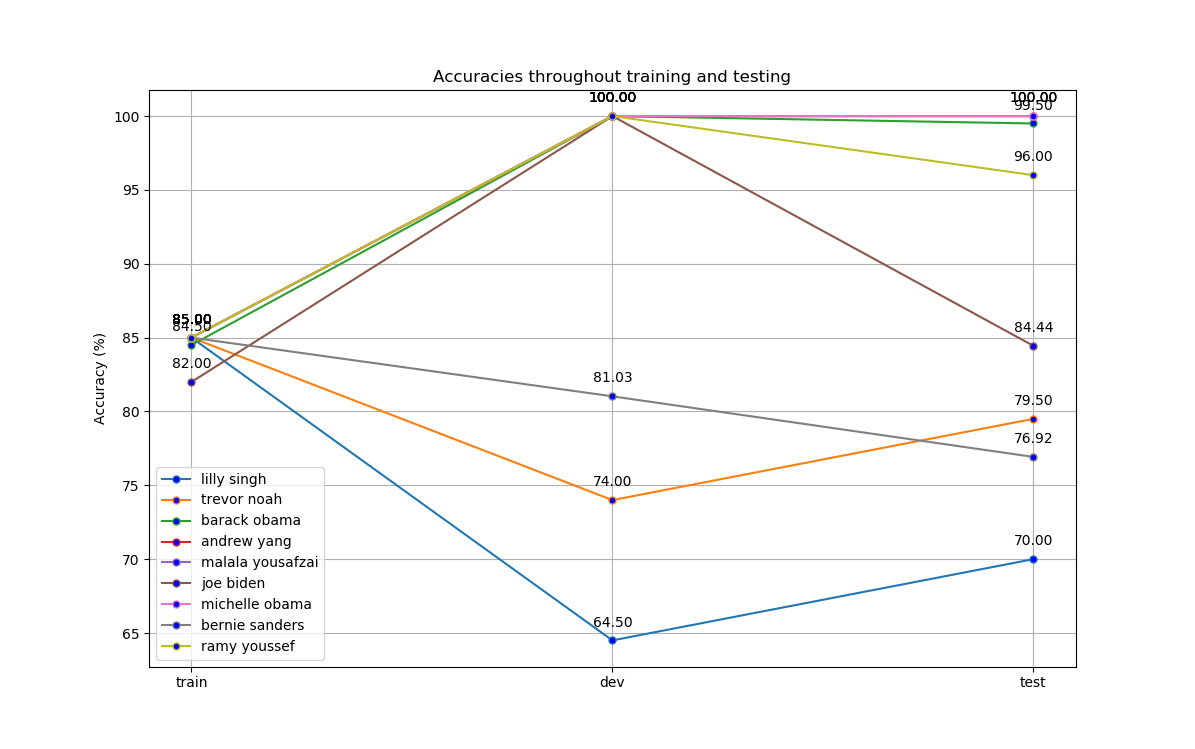 Accuracies throughout training and testing
100.00
100.00
99.50
96.00
85.00
84.50
82.00
84.44
81.03
79.50
76.92
74.00
70.00
64.50
100
95
90
85
80
75
70
65
Accuracy (%)
lilly singh
trevor noah
barack obama
andrew yang
malala yousafzai
joe biden
michelle obama
bernie sanders
ramy youssef
train dev test